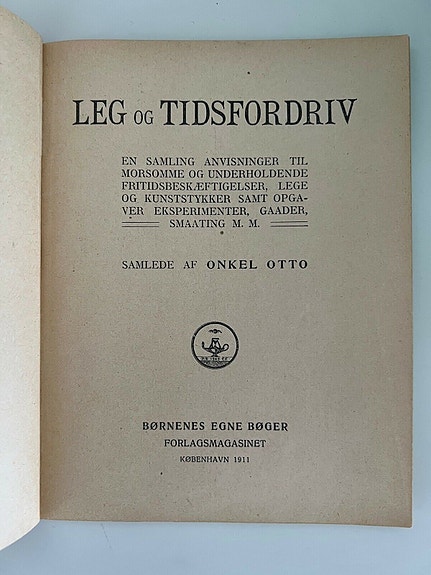 LEG OG TIDSFORDRIV
EN SAMLING ANVISNINGER TIL
MORSOMME OG UNDERHOLDENDE
FRITIDSBESKÆFTIGELSER, LEGE
OG KUNSTSTYKKER SAMT OPGA-
VER EKSPERIMENTER, GAADER,
SMAATING M. M.
SAMLEDE AF ONKEL OTTO
BØRNENES EGNE BØGER
FORLAGSMAGASINET
KØBENHAVN 1911